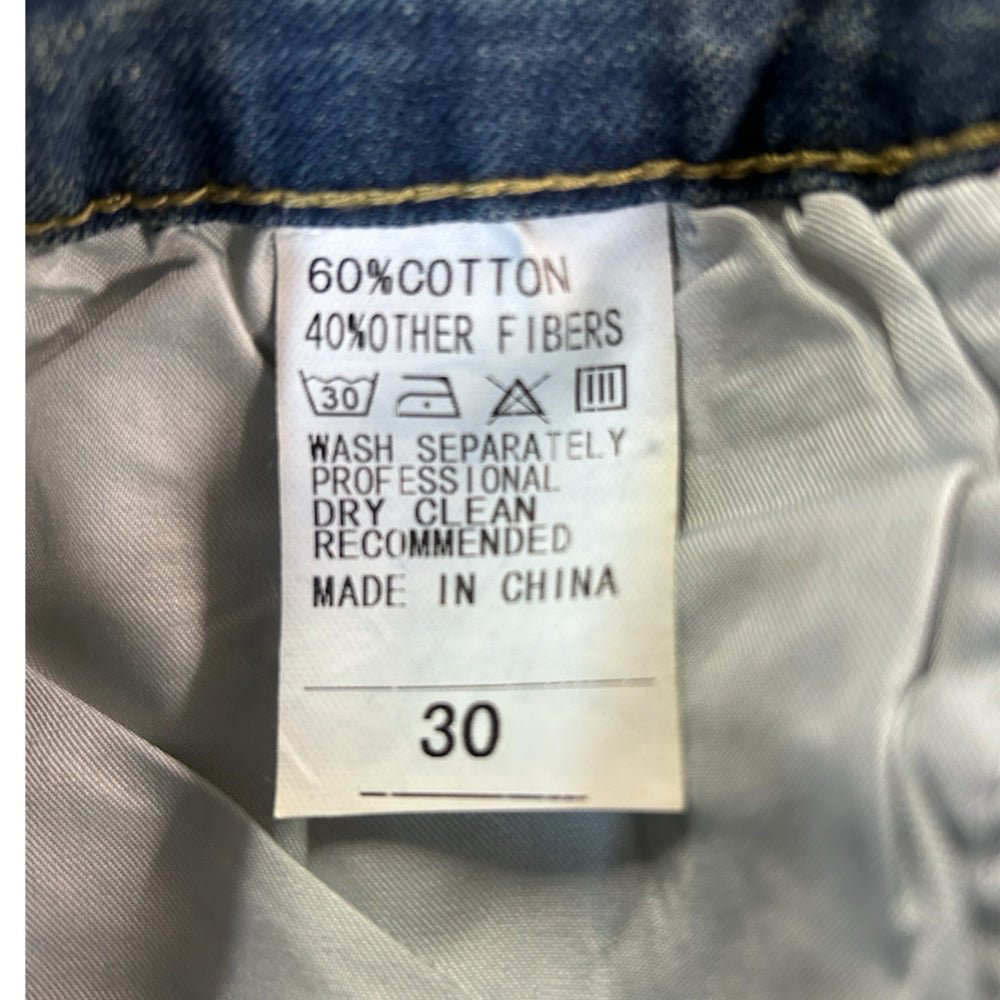 60%COTTON
40%OTHER FIBERS
30
WASH SEPARATELY
PROFESSIONAL
DRY CLEAN
RECOMMENDED
MADE IN CHINA
30